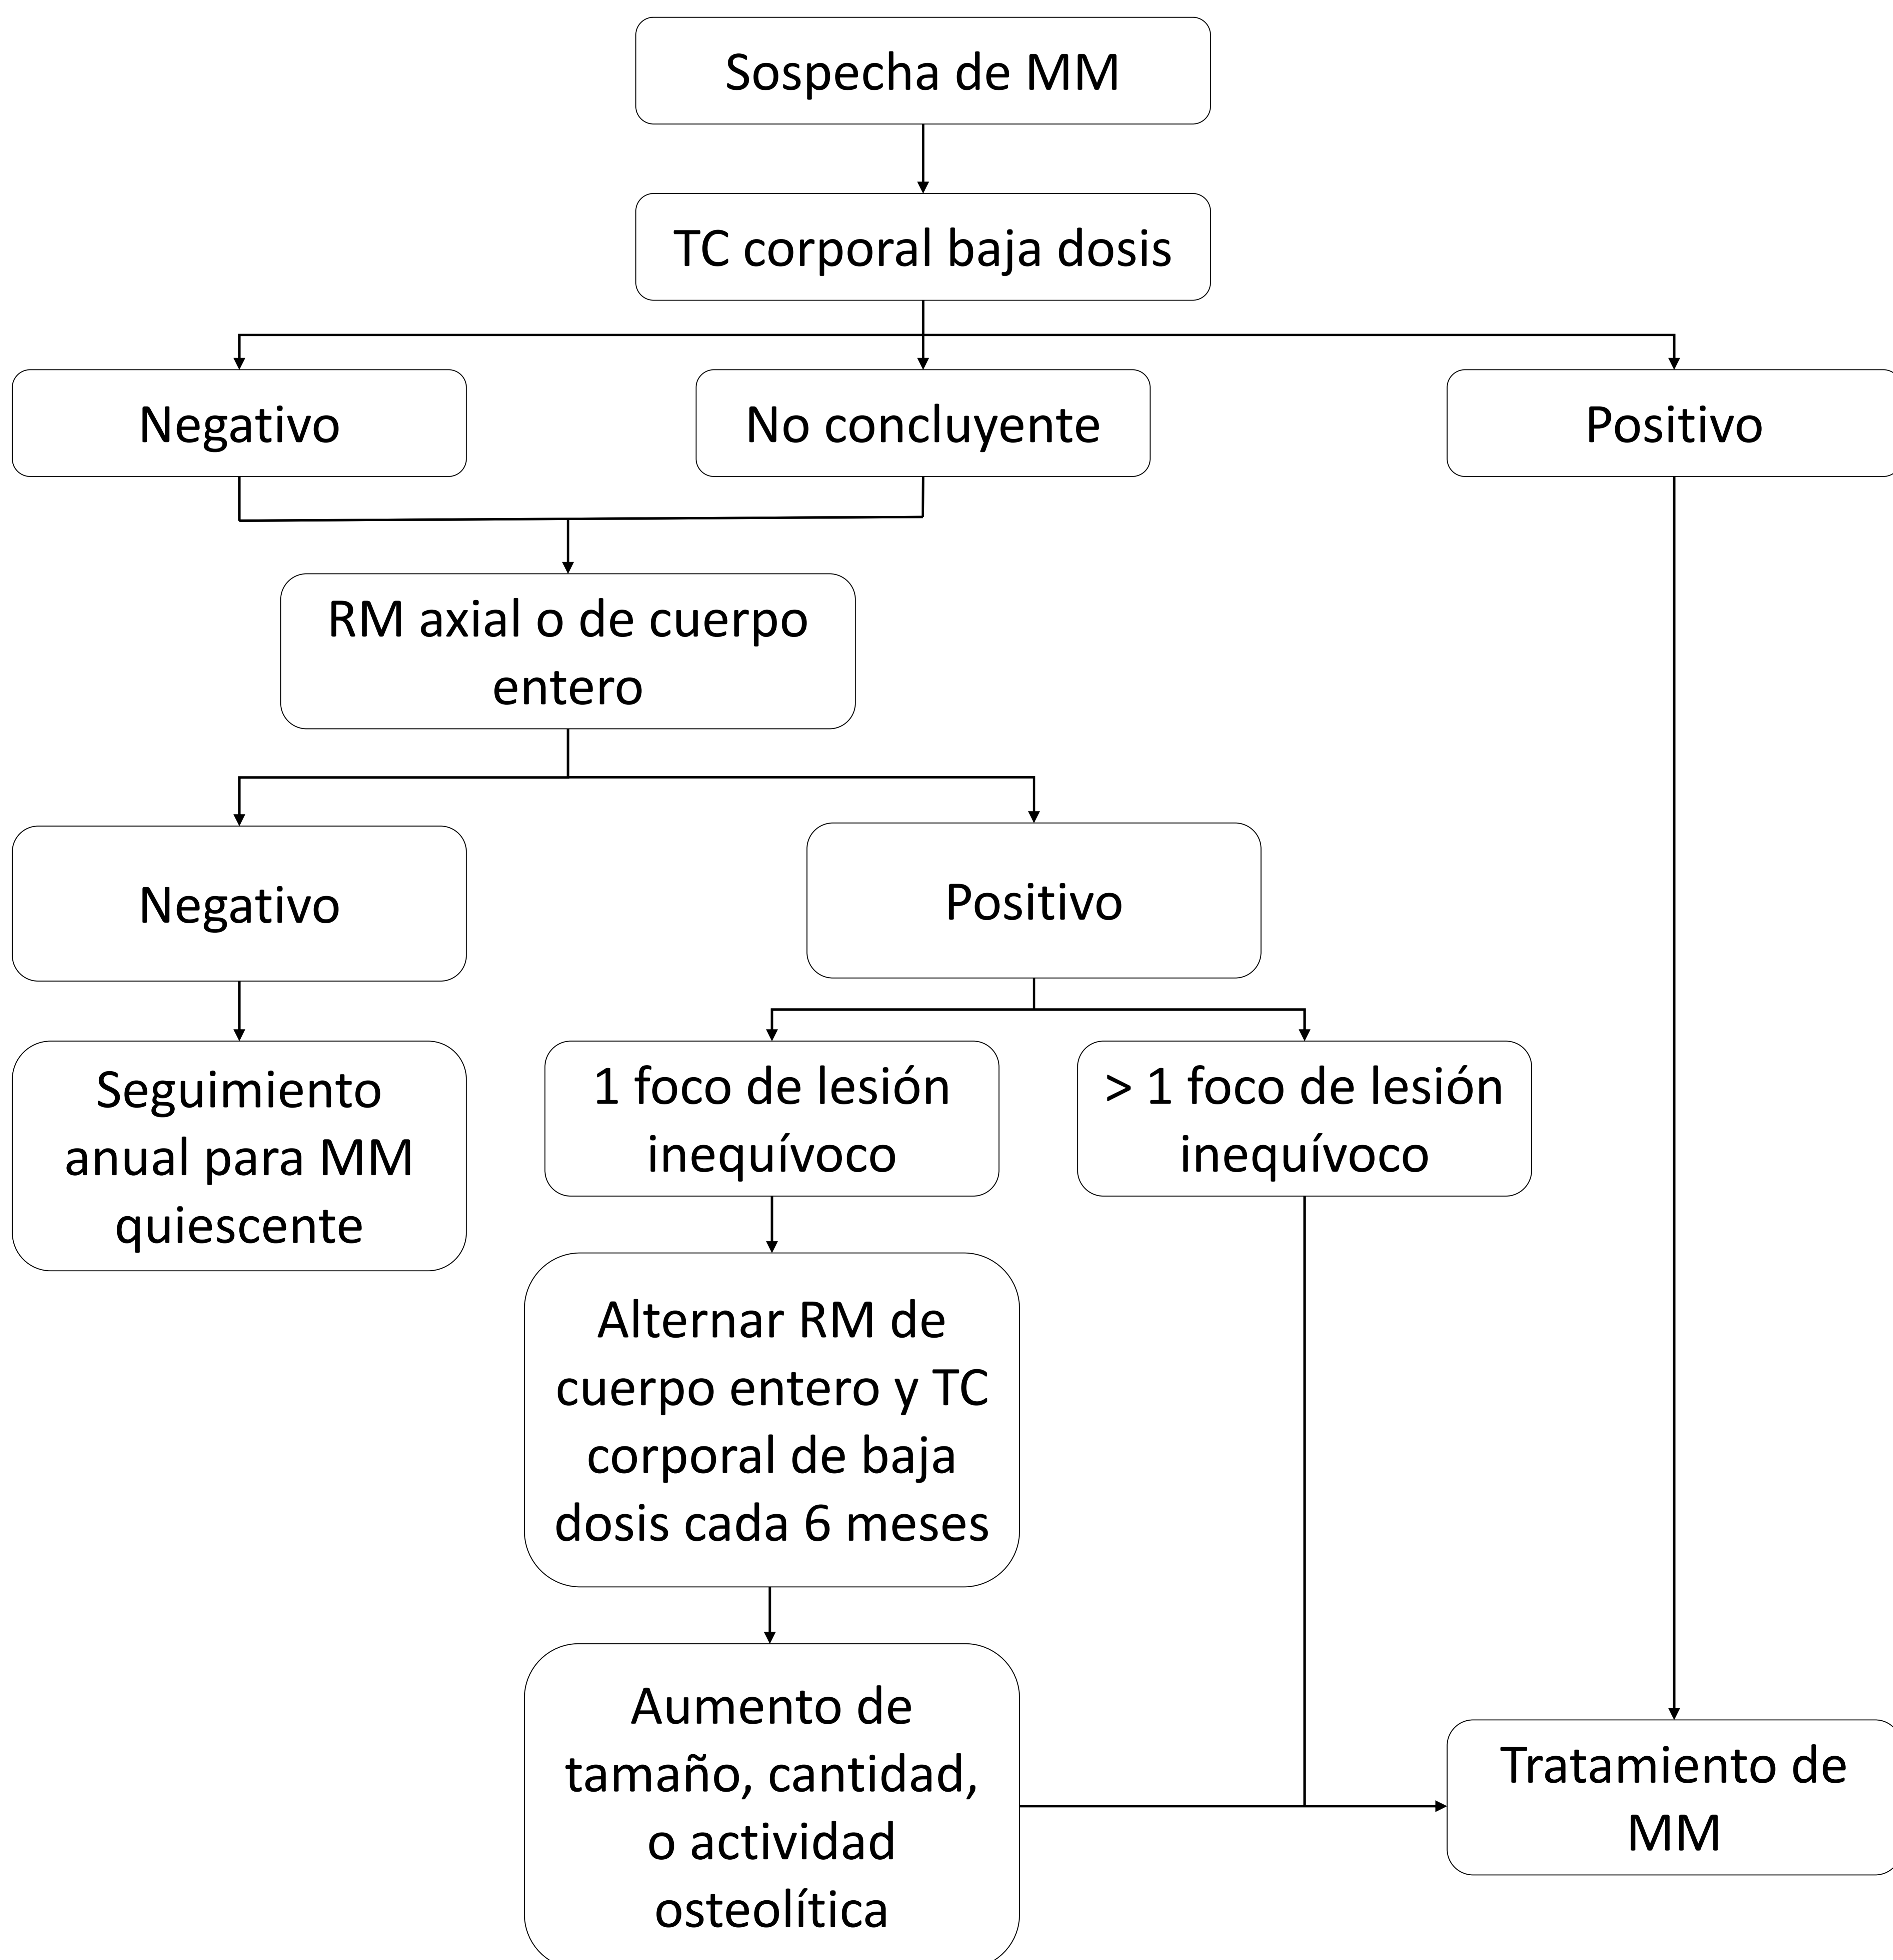 Sospecha de MM
TC corporal baja dosis
Negativo
No concluyente
Positivo
RM axial o de cuerpo
entero
Negativo
Positivo
Seguimiento
anual para MM
quiescente
1 foco de lesión
inequívoco
> 1 foco de lesión
inequívoco
Alternar RM de
cuerpo entero y TC
corporal de baja
dosis cada 6 meses
Aumento de
tamaño, cantidad,
o actividad
osteolítica
Tratamiento de
MM